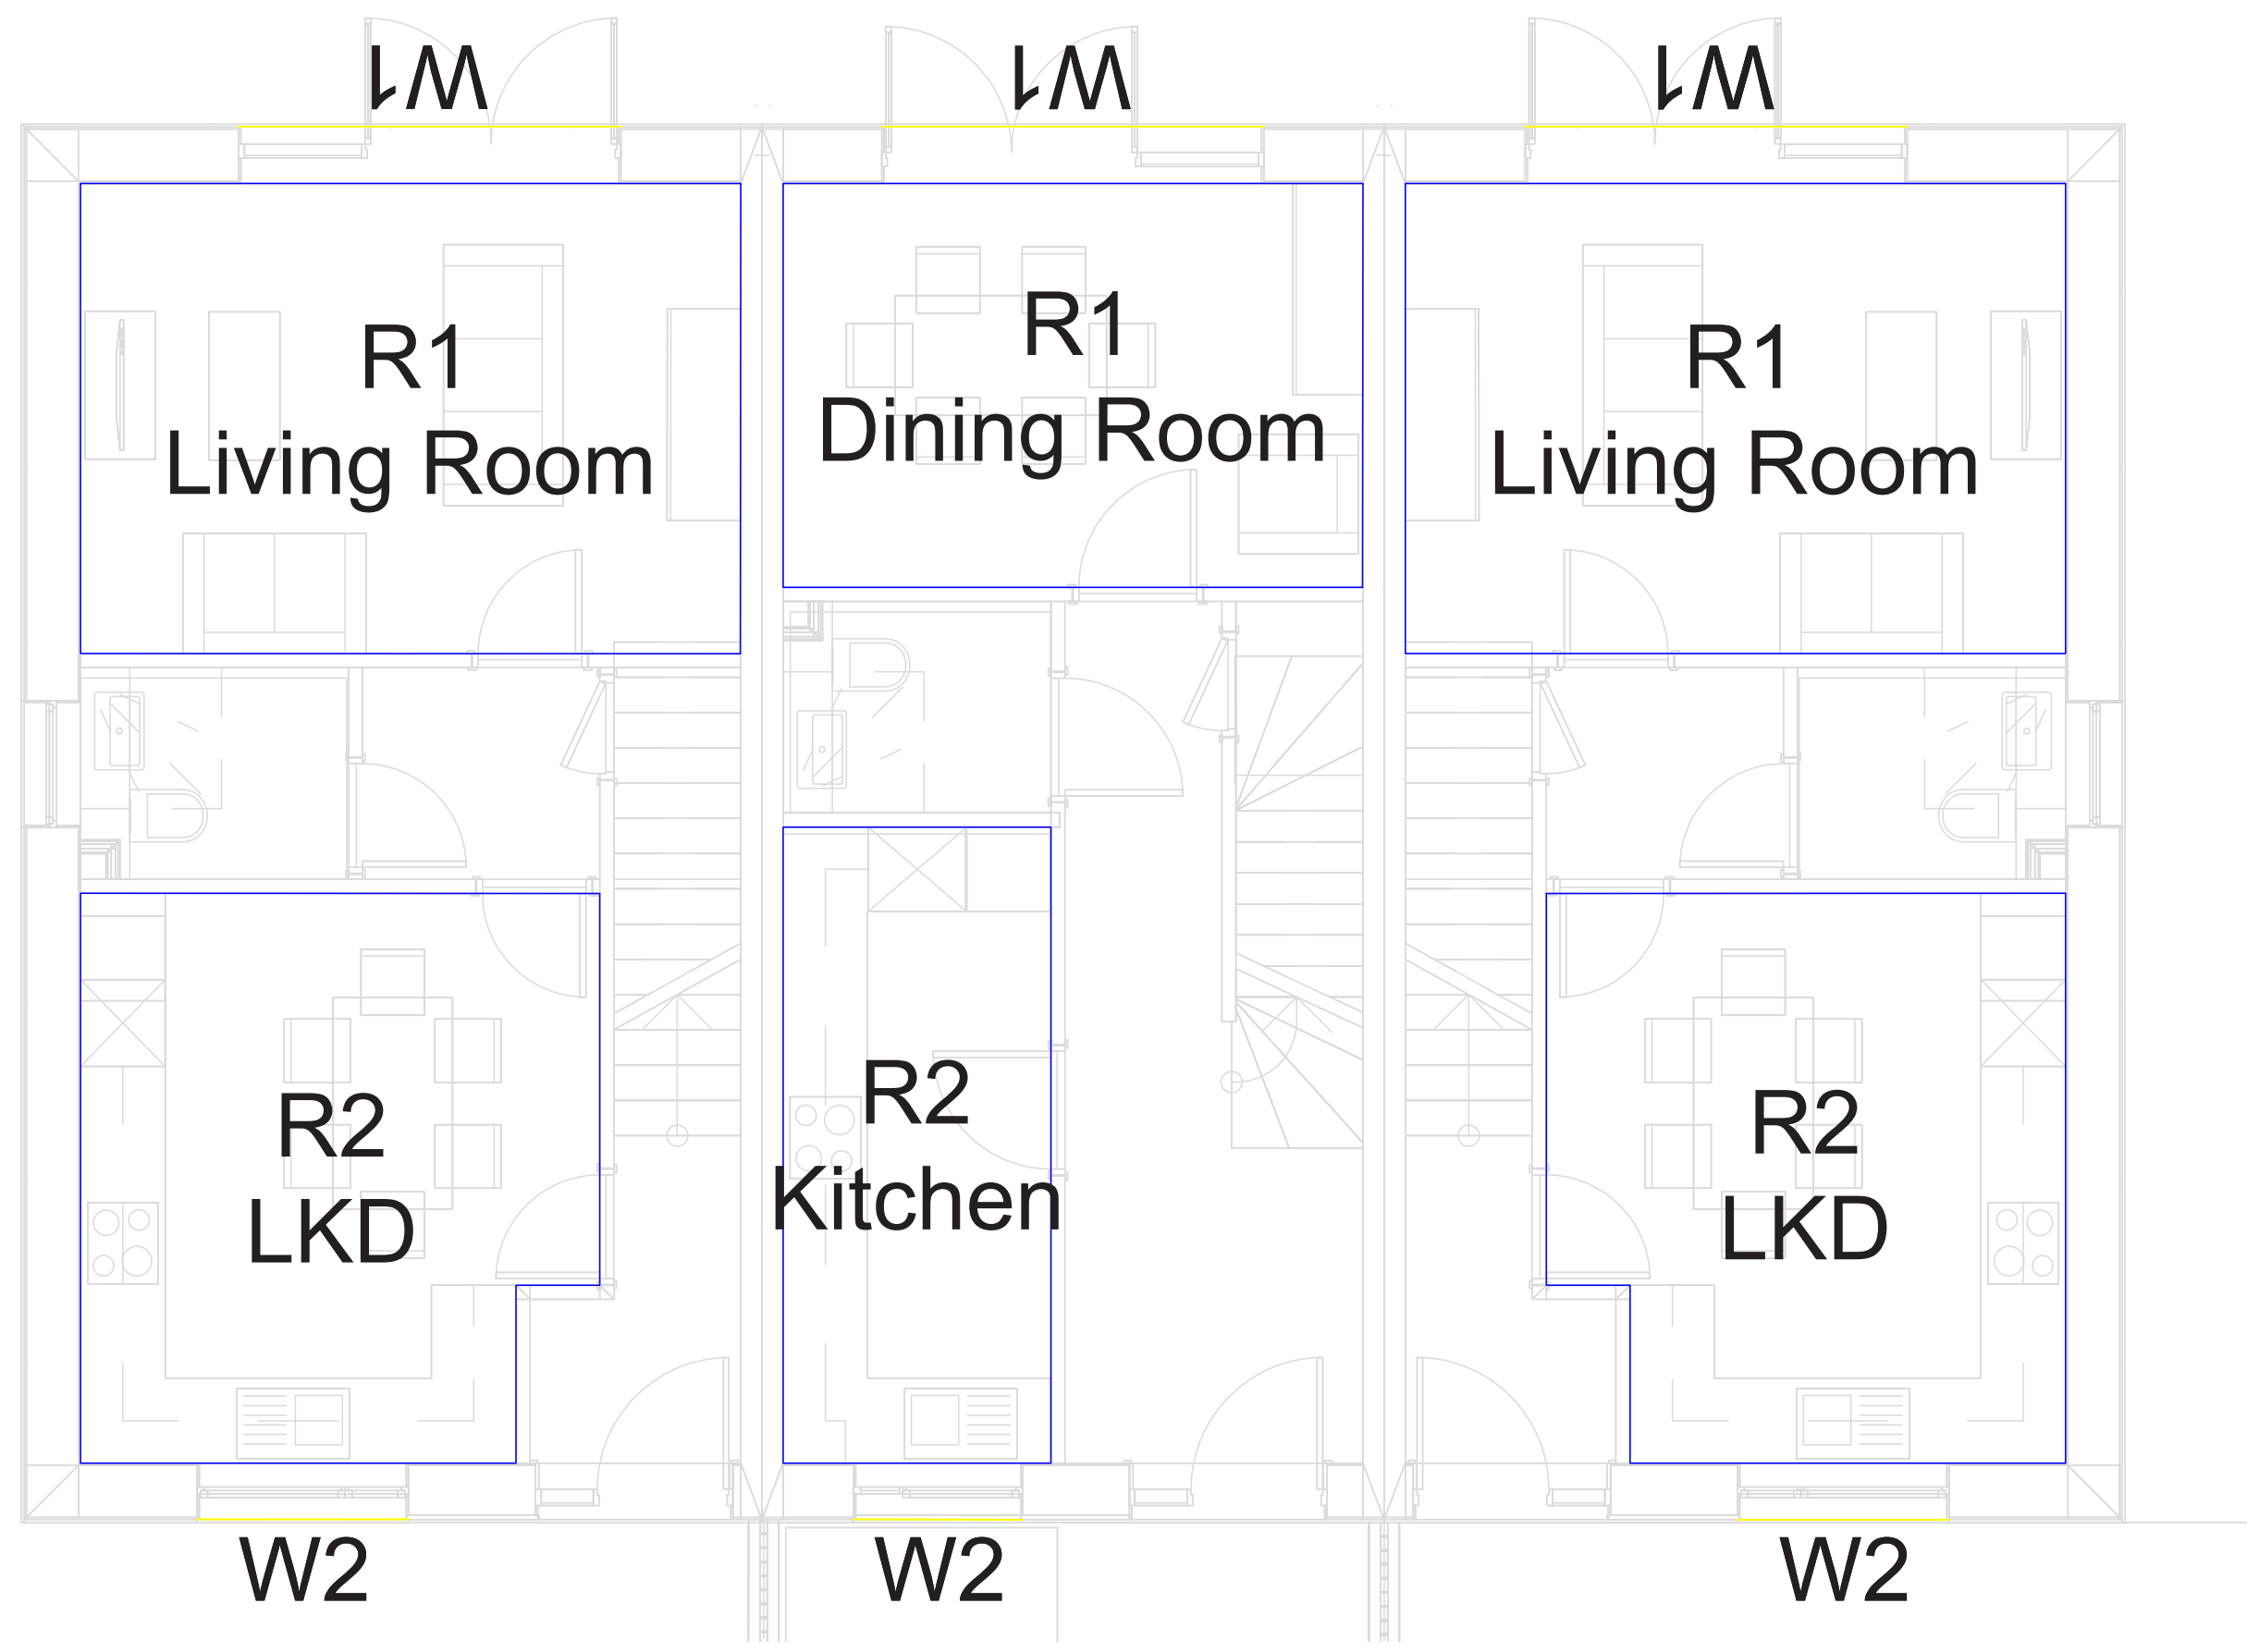 W1
W1
W1
R1
Living Room
R1
Dining Room
R1
Living Room
R2
LKD
R2
Kitchen
R2
LKD
W2
W2
W2